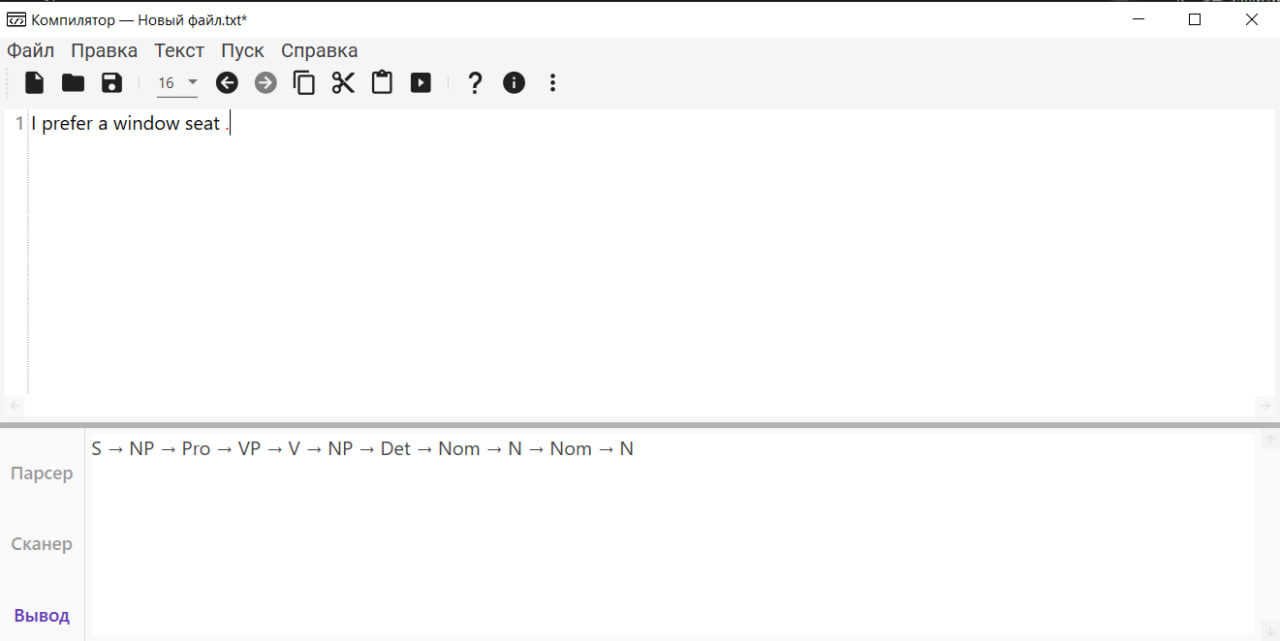 Компилятор — Новый файл.txt*
Файл Правка Текст Пуск Справка
16
1 I prefer a window seat .
S → NP → Pro → VP → V → NP → Det → Nom → N → Nom → N
Парсер
Сканер
Вывод